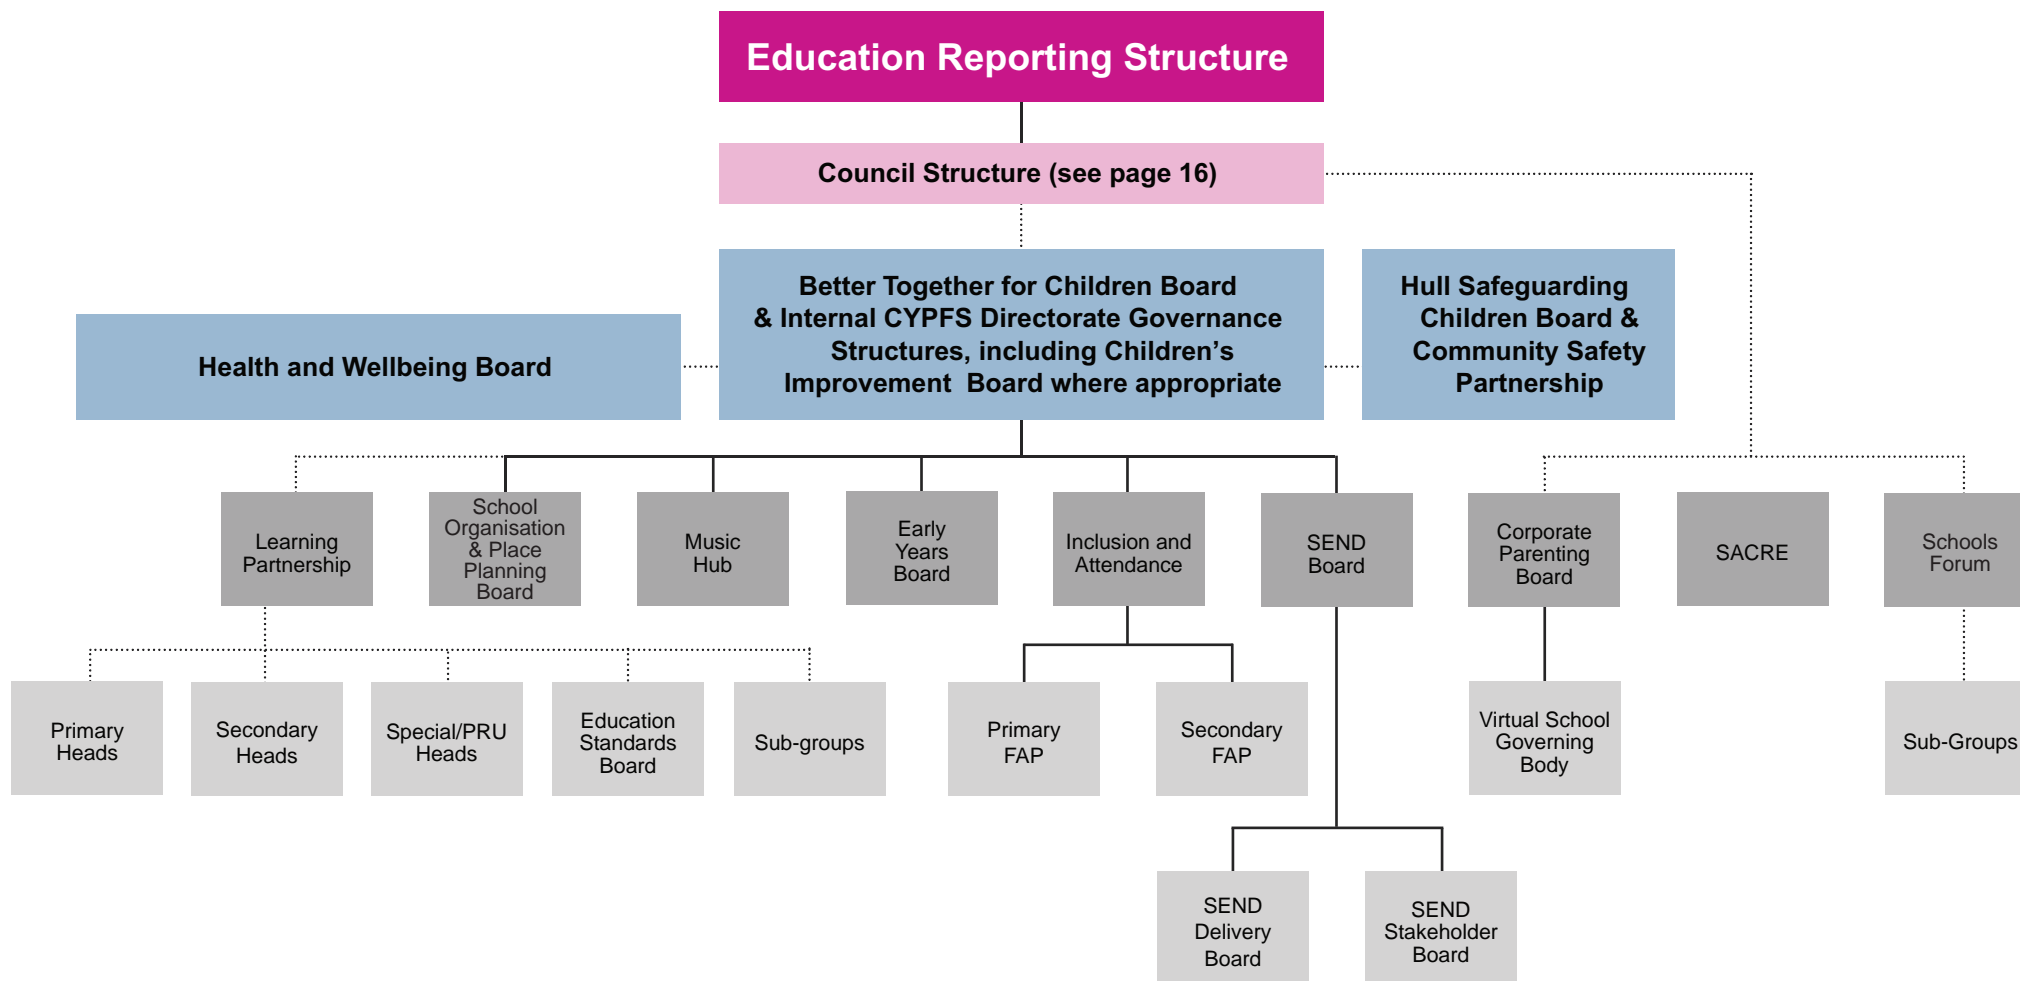 Education Reporting Structure
Council Structure (see page 16)
Better Together for Children Board
& Internal CYPFS Directorate Governance
Structures, including Children’s
Improvement Board where appropriate
Hull Safeguarding
Children Board &
Community Safety
Partnership
Health and Wellbeing Board
Learning
Partnership
School
Organisation
& Place
Planning
Board
Music
Hub
Early
Years
Board
Inclusion and
Attendance
SEND
Board
Corporate
Parenting
Board
SACRE
Schools
Forum
Primary
Heads
Secondary
Heads
Special/PRU
Heads
Education
Standards
Board
Sub-groups
Primary
FAP
Secondary
FAP
Virtual School
Governing
Body
Sub-Groups
SEND
Delivery
Board
SEND
Stakeholder
Board